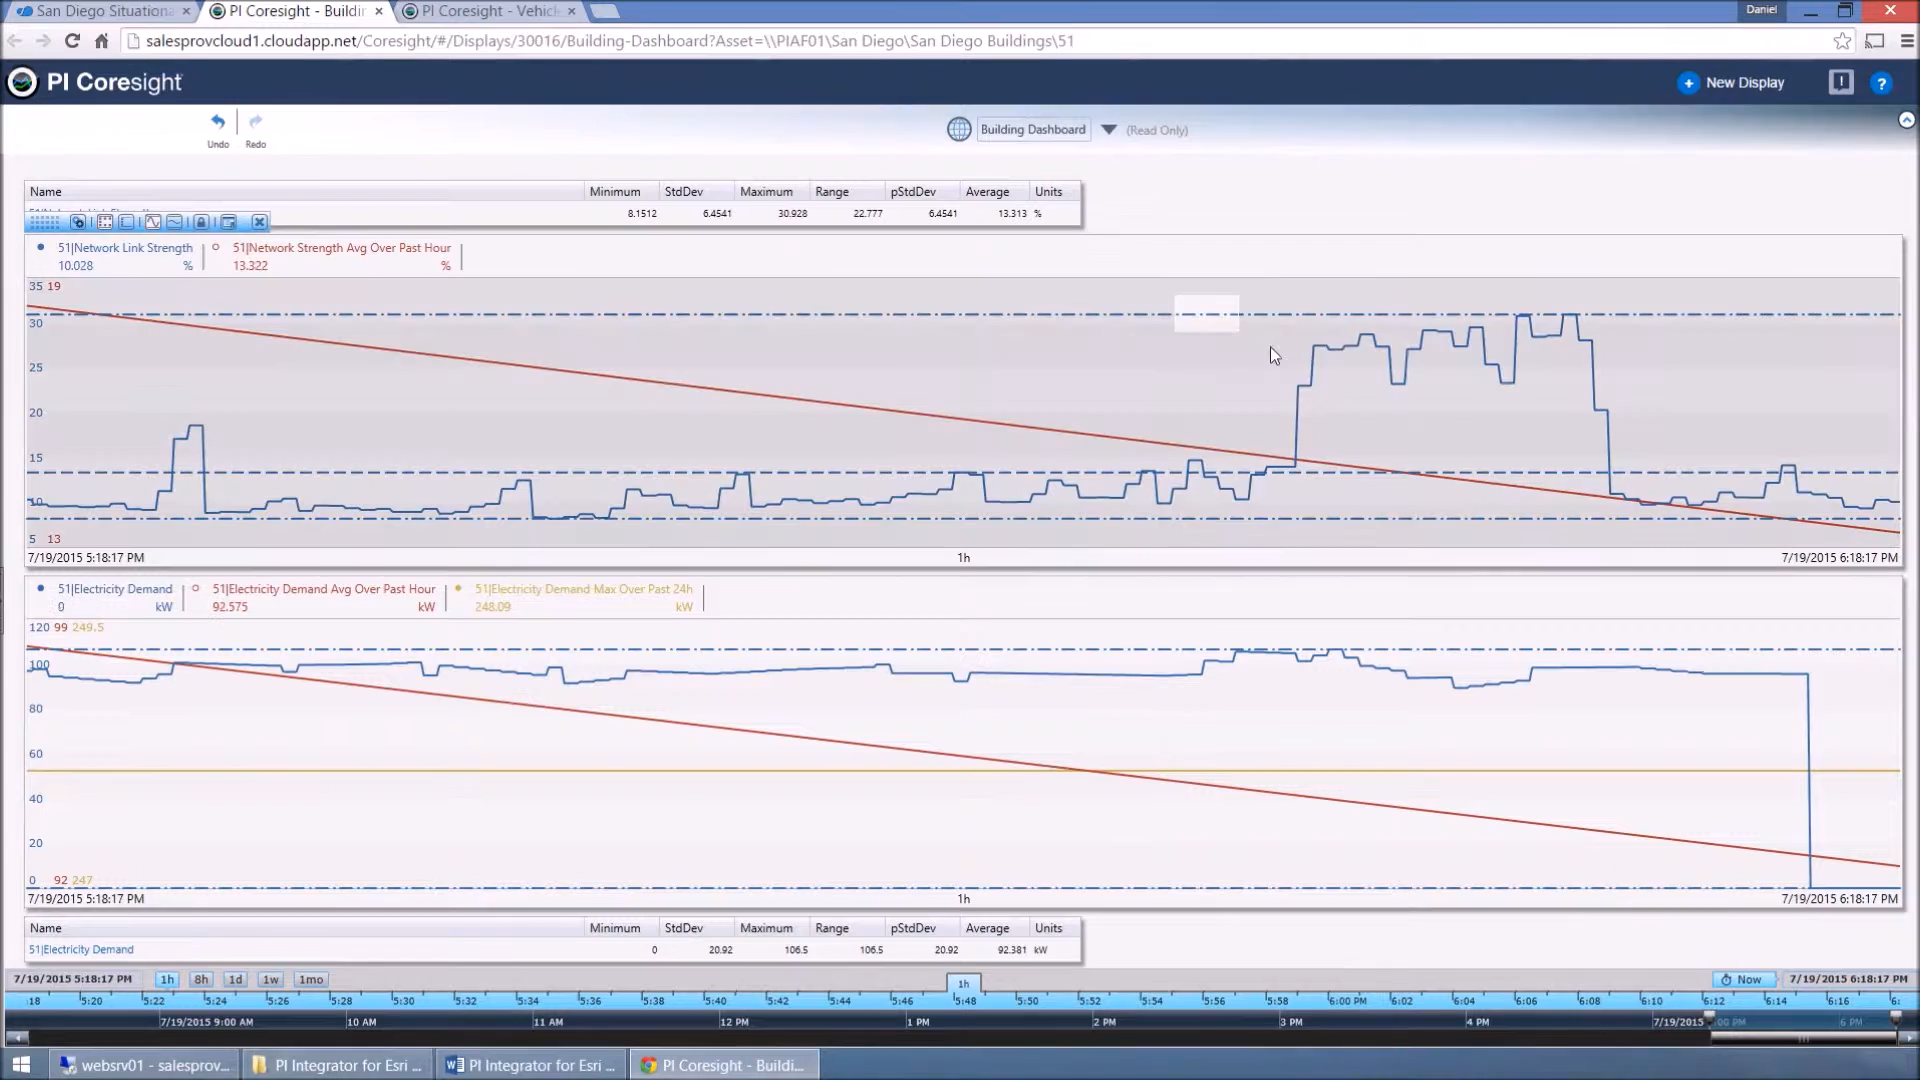 San Diego Situationa
PI Coresight - Buildin
PI Coresight - Vehicl
Daniel
salesprovcloud1.cloudapp.net/Coresight/#/Displays/30016/Building-Dashboard?Asset=\\PIAF01\San Diego\San Diego Buildings\51
PI Coresight
New Display
Undo
Redo
Building Dashboard
(Read Only)
Name Minimum StdDev Maximum Range pStdDev Average Units
8.1512 6.4541 30.928 22.777 6.4541 13.313 %
51|Network Link Strength 51|Network Strength Avg Over Past Hour
10.028 % 13.322 %
35 19
30
25
20
15
10
5 13
7/19/2015 5:18:17 PM 1h 7/19/2015 6:18:17 PM
51|Electricity Demand 51|Electricity Demand Avg Over Past Hour 51|Electricity Demand Max Over Past 24h
0 kW 92.575 kW 248.09 kW
120 99 249.5
100
80
60
40
20
0 92 247
7/19/2015 5:18:17 PM 1h 7/19/2015 6:18:17 PM
Name Minimum StdDev Maximum Range pStdDev Average Units
51|Electricity Demand 0 20.92 106.5 106.5 20.92 92.381 kW
7/19/2015 5:18:17 PM 1h 8h 1d 1w 1mo 1h Now 7/19/2015 6:18:17 PM
:18 5:20 5:22 5:24 5:26 5:28 5:30 5:32 5:34 5:36 5:38 5:40 5:42 5:44 5:46 5:48 5:50 5:52 5:54 5:56 5:58 6:00 PM 6:02 6:04 6:06 6:08 6:10 6:12 6:14 6:16 6:
7/19/2015 9:00 AM 10 AM 11 AM 12 PM 1 PM 2 PM 3 PM 4 PM 7/19/2015 :00 PM 6 PM
websrv01 - salesprov... PI Integrator for Esri ... PI Integrator for Esri ... PI Coresight - Buildi...